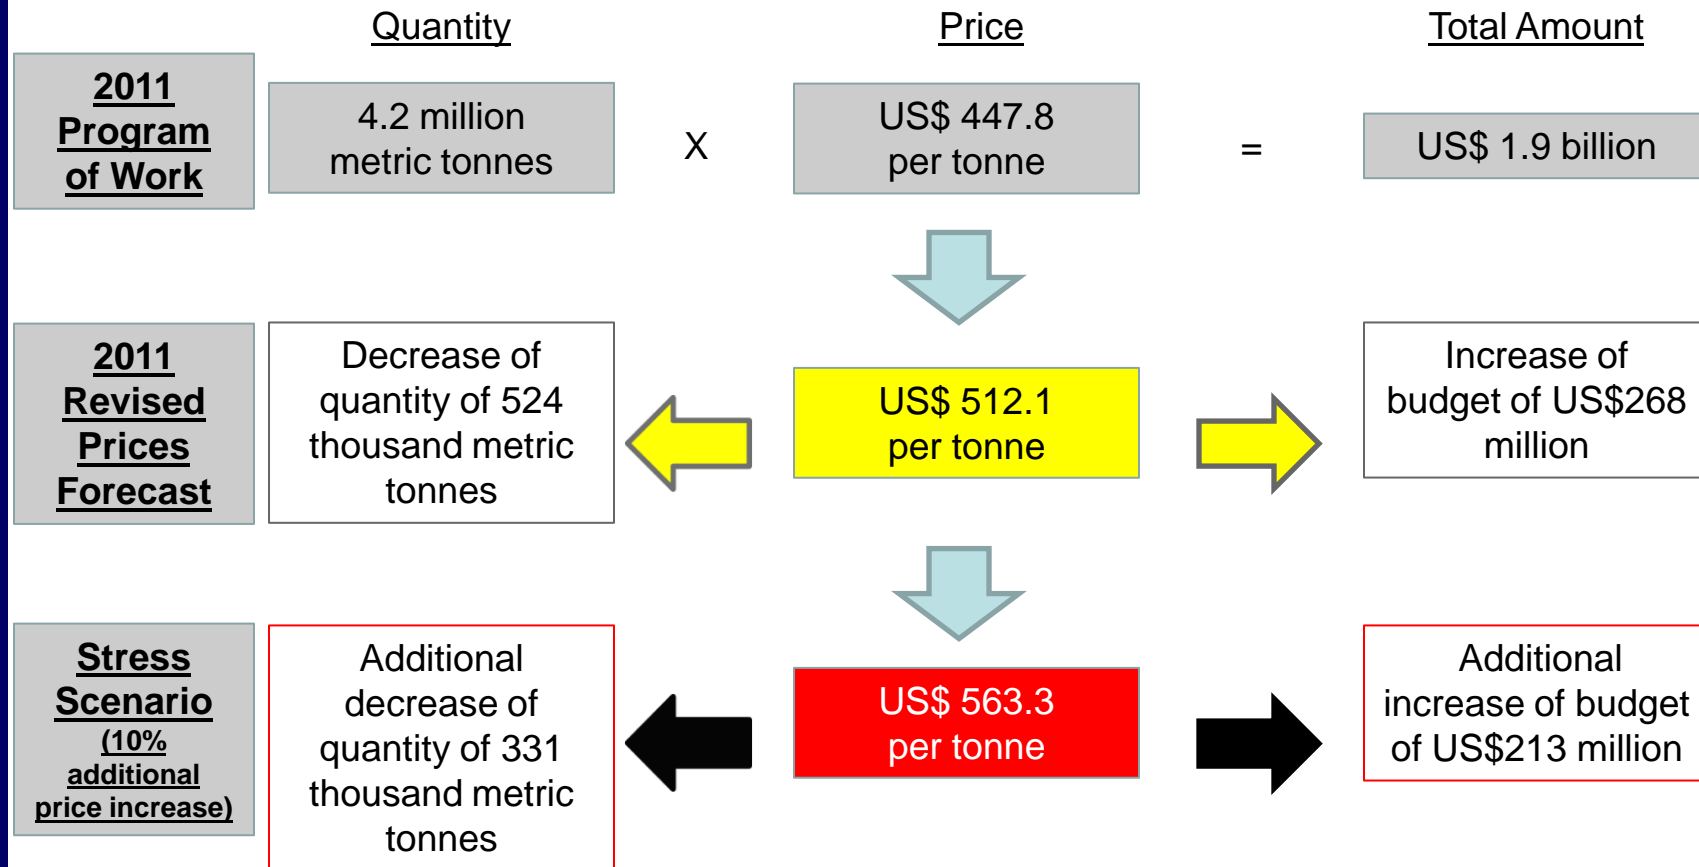 Quantity
Price
Total Amount
2011
Program
of Work
4.2 million
metric tonnes
X
US$ 447.8
per tonne
=
US$ 1.9 billion
2011
Revised
Prices
Forecast
Decrease of
quantity of 524
thousand metric
tonnes
US$ 512.1
per tonne
Increase of
budget of US$268
million
Stress
Scenario
(10%
additional
price increase)
Additional
decrease of
quantity of 331
thousand metric
tonnes
US$ 563.3
per tonne
Additional
increase of budget
of US$213 million